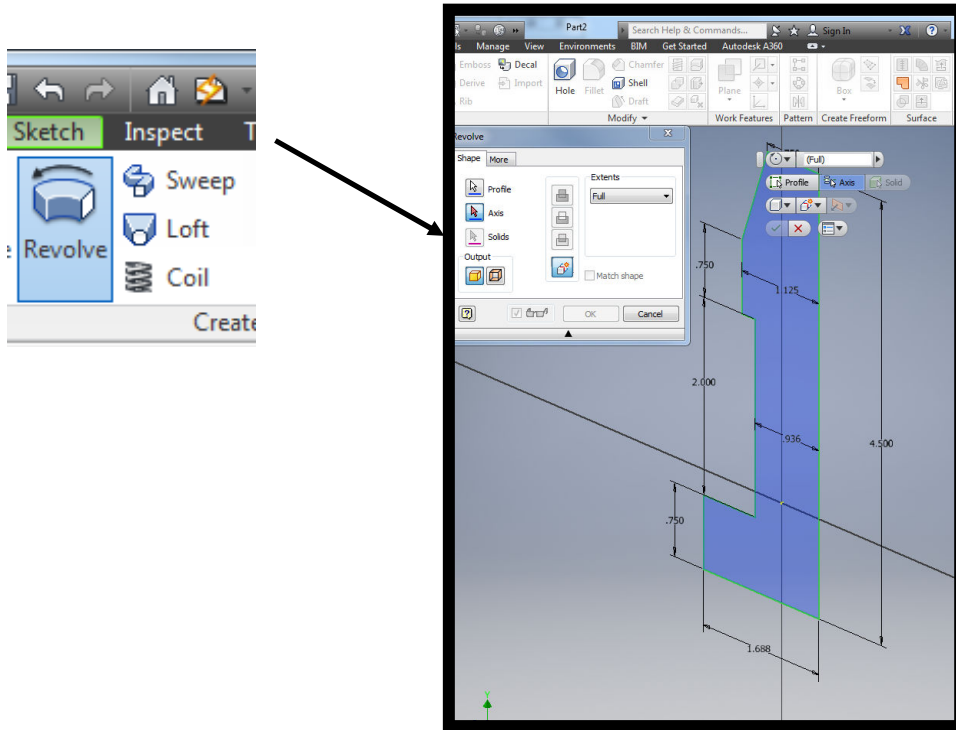 Sketch Inspect T
Revolve
Sweep
Loft
Coil
Create
Part2
Search Help & Commands...
Sign In
ls Manage View Environments BIM Get Started Autodesk A360
Emboss Decal
Derive Import
Rib
Hole Fillet
Chamfer
Shell
Draft
Plane
Box
Modify Work Features Pattern Create Freeform Surface
Revolve
Shape More
Profile
Axis
Solids
Output
Extents
Full
Match shape
OK Cancel
(Full)
Profile Axis Solid
.750
1.125
2.000
.936
4.500
.750
1.688
Y